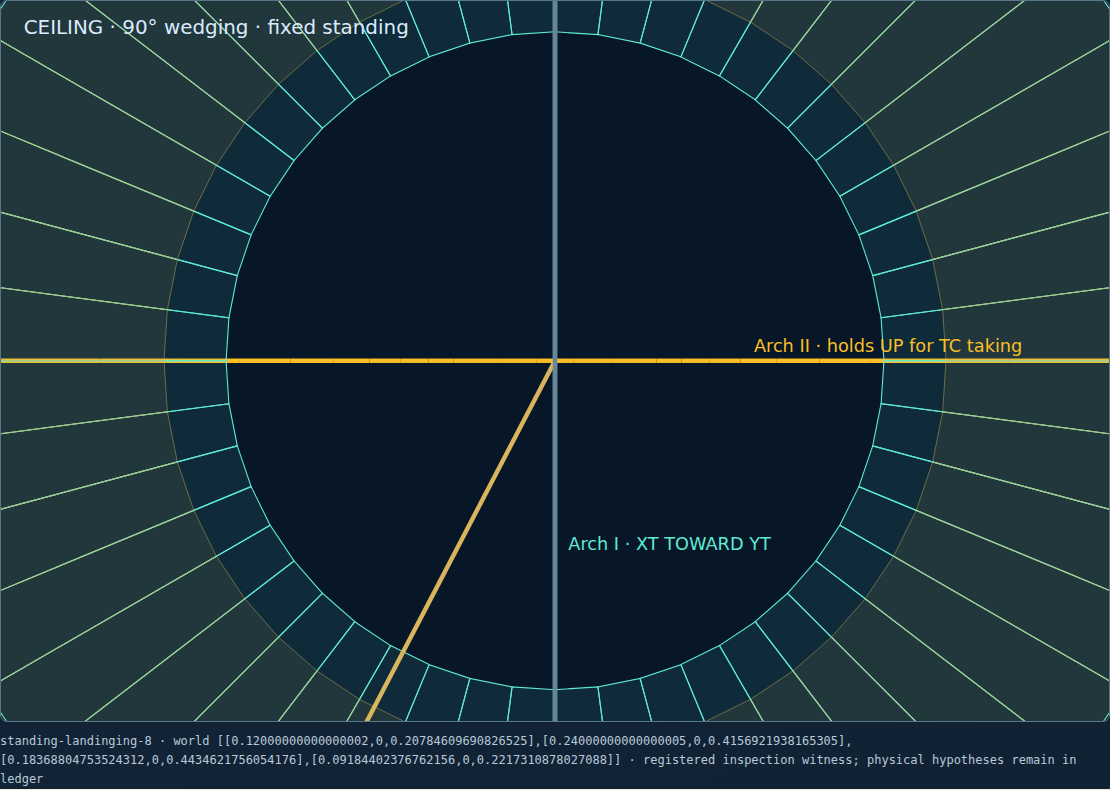 CEILING · 90° wedging · fixed standing
Arch II · holds UP for TC taking
Arch I · XT TOWARD YT
standing-landinging-8 · world [[0.12000000000000002,0,0.20784609690826525],[0.24000000000000005,0,0.4156921938165305],
[0.18368804753524312,0,0.4434621756054176],[0.09184402376762156,0,0.2217310878027088]] · registered inspection witness; physical hypotheses remain in
ledger